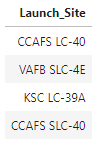 Launch_Site
CCAFS LC-40
VAFB SLC-4E
KSC LC-39A
CCAFS SLC-40